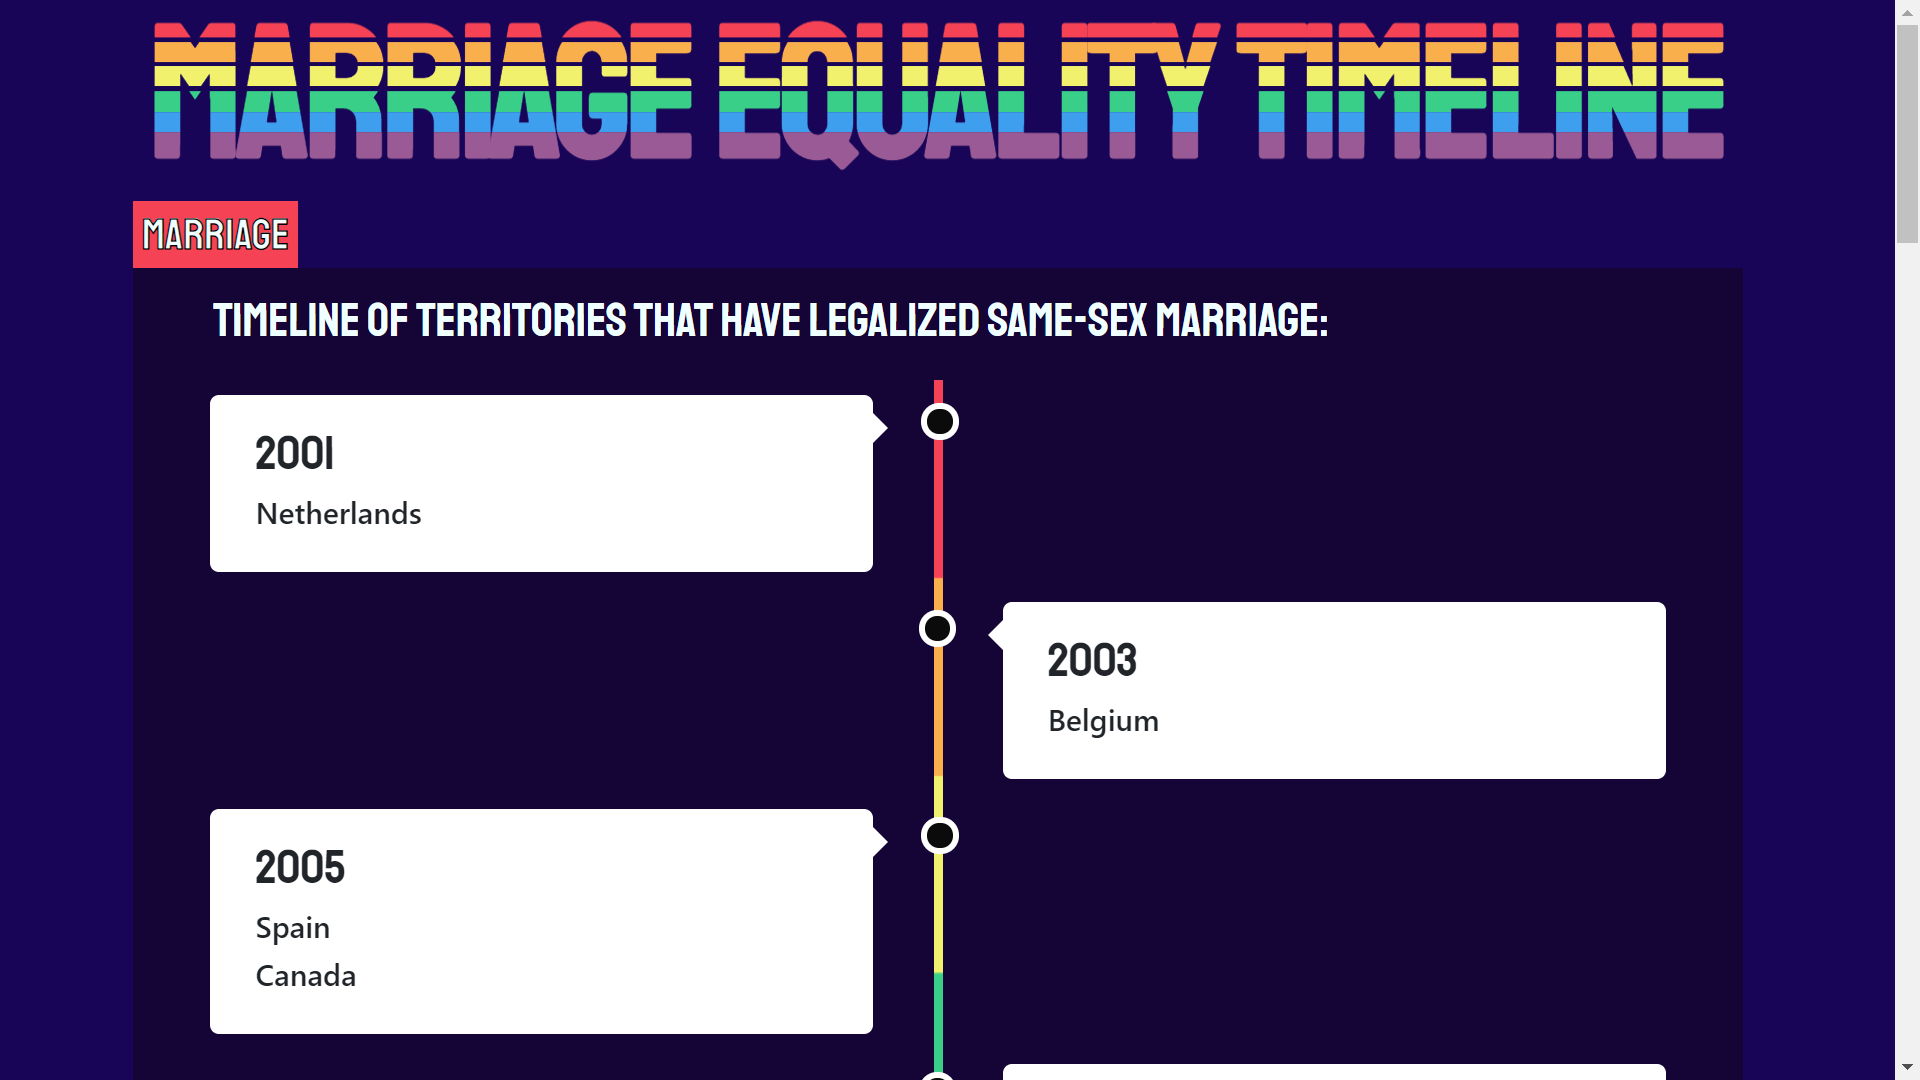 MARRIAGE EQUALITY TIMELINE
MARRIAGE
TIMELINE OF TERRITORIES THAT HAVE LEGALIZED SAME-SEX MARRIAGE:
2001
Netherlands
2003
Belgium
2005
Spain
Canada